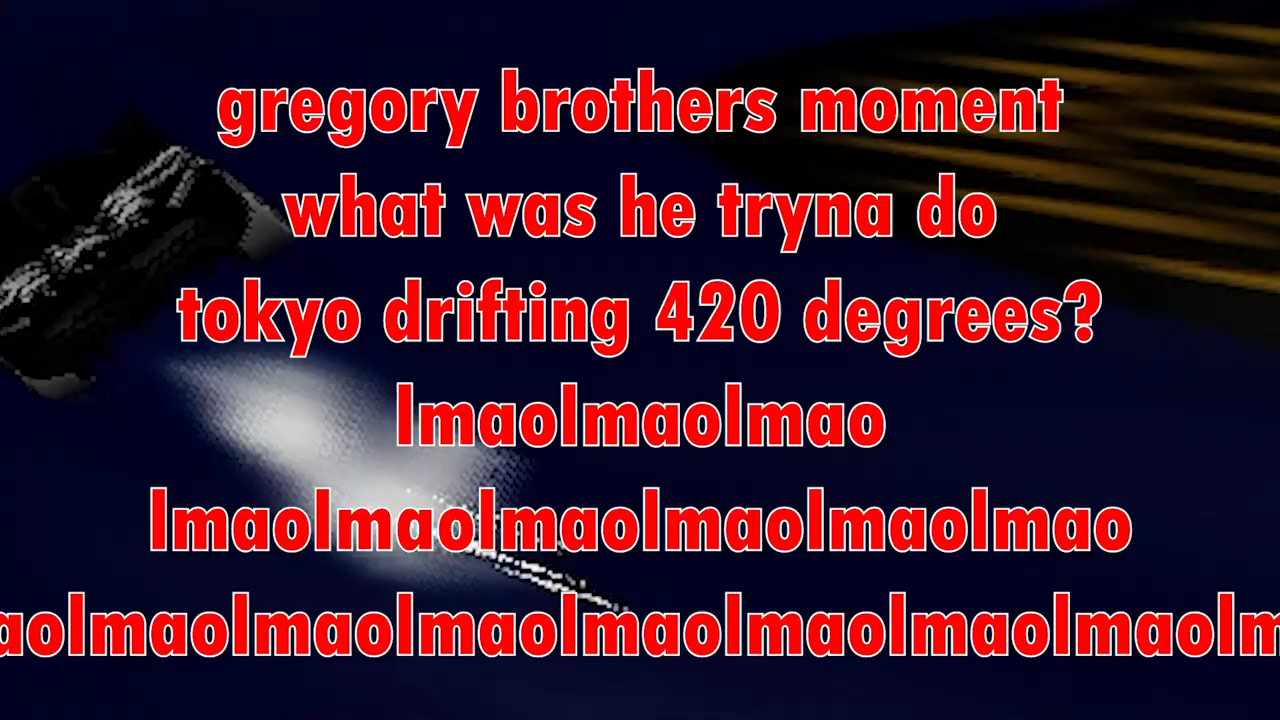 gregory brothers moment
what was he tryna do
tokyo drifting 420 degrees?
lmaolmaolmao
lmaolmaolmaolmaolmaolmao
aolmaolmaolmaolmaolmaolmaolmaolm